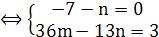 ⇔ { −7 − n = 0
36m − 13n = 3